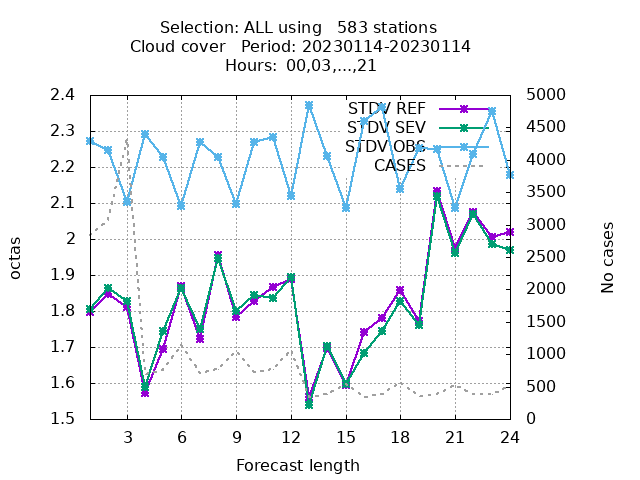 Selection: ALL using   583 stations
Cloud cover   Period: 20230114-20230114
Hours: 00,03,...,21
2.4
2.3
2.2
2.1
2
1.9
1.8
1.7
1.6
1.5
octas
5000
4500
4000
3500
3000
2500
2000
1500
1000
500
0
No cases
STDV REF
STDV SEV
STDV OBS
CASES
3 6 9 12 15 18 21 24
Forecast length